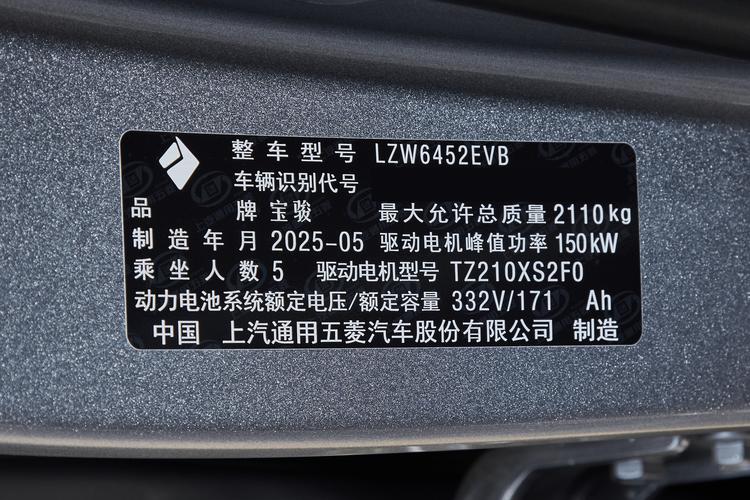 整车型号 LZW6452EVB
车辆识别代号
品 牌 宝骏 最大允许总质量 2110kg
制造年月 2025-05 驱动电机峰值功率 150kW
乘坐人数 5 驱动电机型号 TZ210XS2F0
动力电池系统额定电压/额定容量 332V/171 Ah
中国 上汽通用五菱汽车股份有限公司 制造